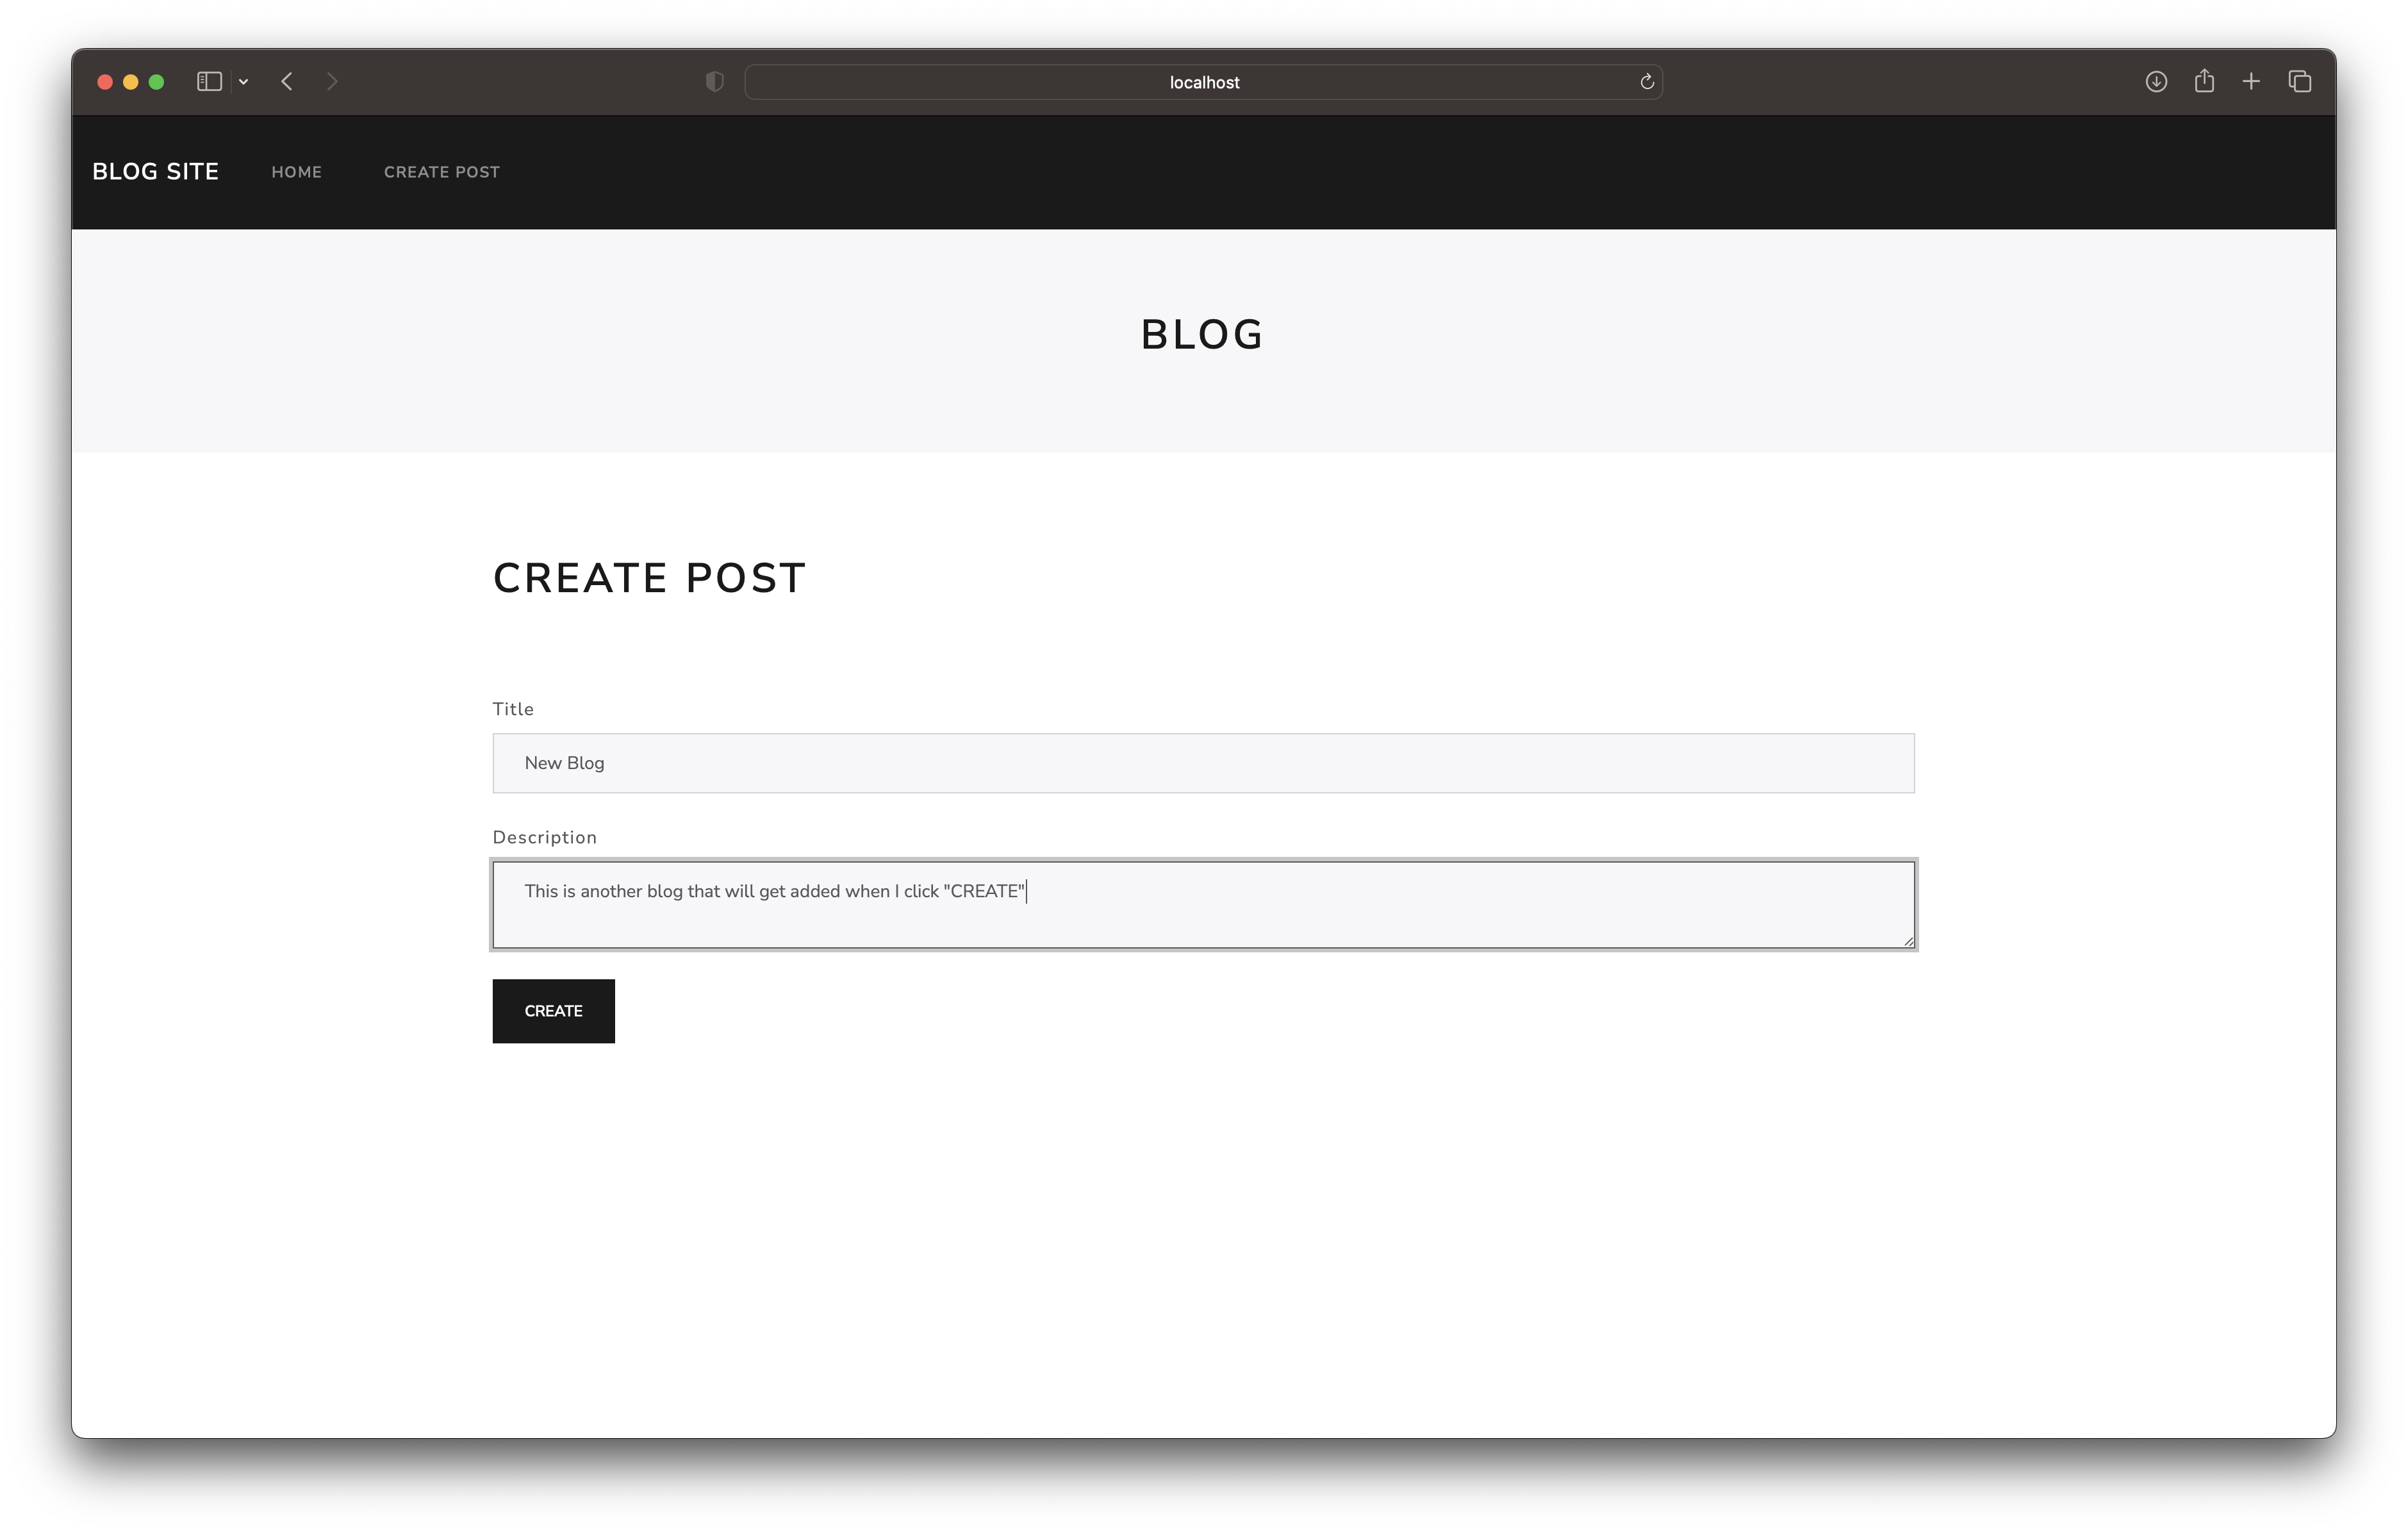 localhost
BLOG SITE HOME CREATE POST
BLOG
CREATE POST
Title
New Blog
Description
This is another blog that will get added when I click "CREATE"
CREATE